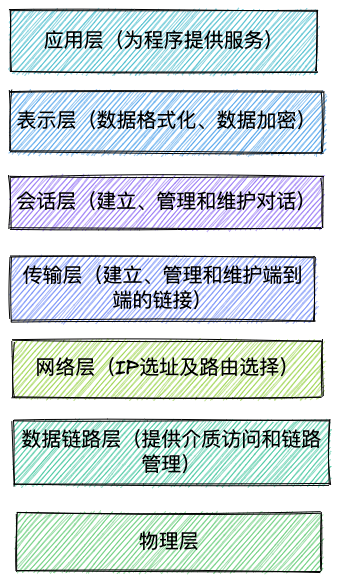 应用层（为程序提供服务）
表示层（数据格式化、数据加密）
会话层（建立、管理和维护对话）
传输层（建立、管理和维护端到
端的链接）
网络层（IP选址及路由选择）
数据链路层（提供介质访问和链路
管理）
物理层